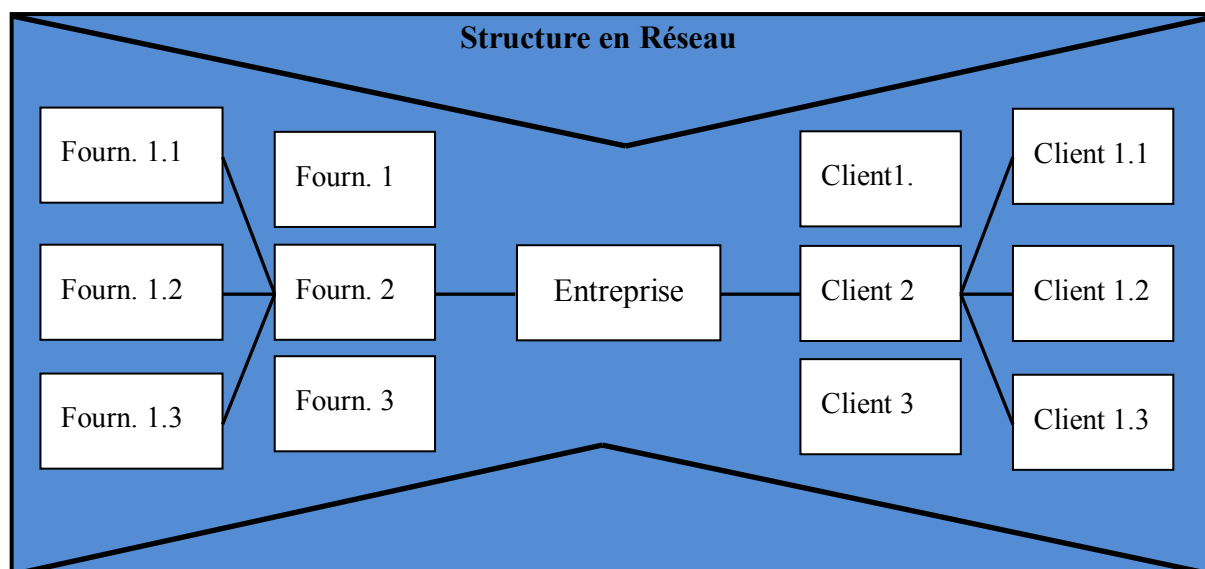 Structure en Réseau
Fourn. 1.1
Fourn. 1.2
Fourn. 1.3
Fourn. 1
Fourn. 2
Fourn. 3
Entreprise
Client1.
Client 2
Client 3
Client 1.1
Client 1.2
Client 1.3